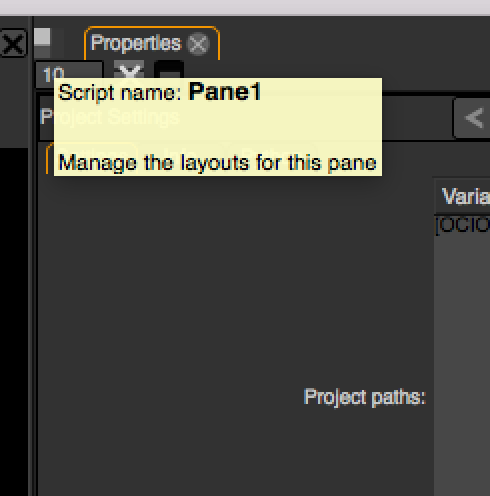 Properties
10
Script name: Pane1
Project Settings
Manage the layouts for this pane
Varia
[OCIO
Project paths: